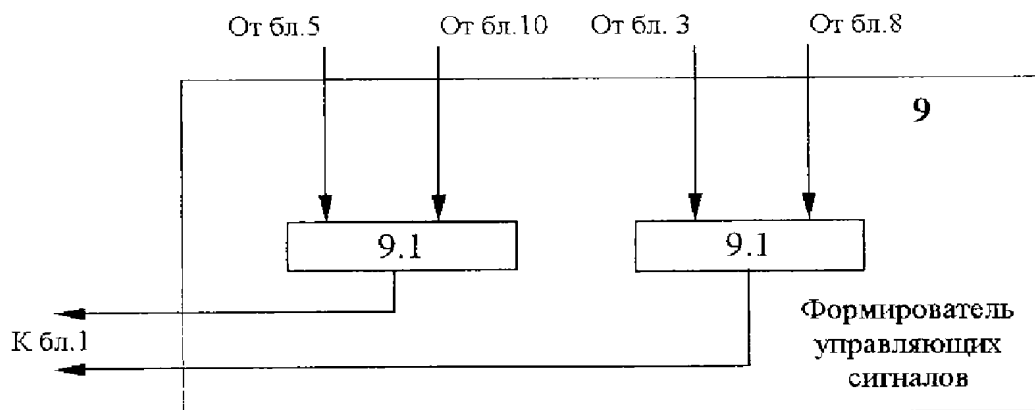 От бл.5
От бл.10
От бл. 3
От бл.8
9
9.1
9.1
К бл.1
Формирователь
управляющих
сигналов